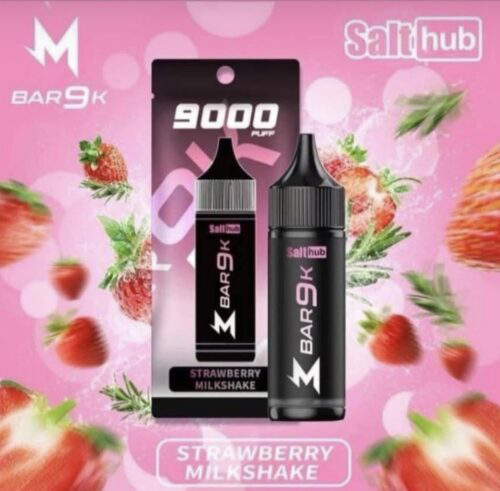 M
BAR9K
Salt hub
9000
PUFF
Salt hub
M BAR9K
STRAWBERRY
MILKSHAKE
Salt hub
M BAR9K
STRAWBERRY
MILKSHAKE